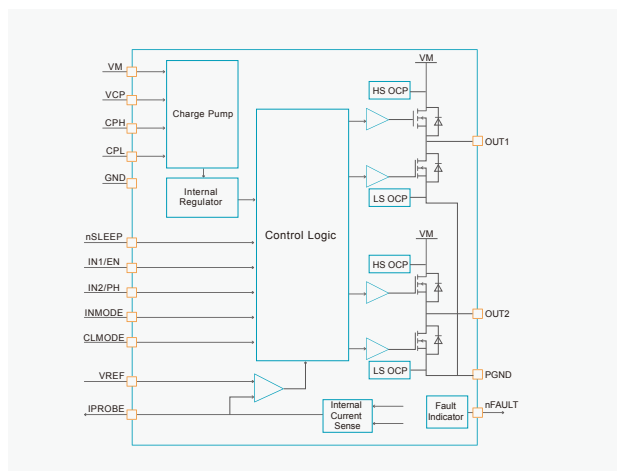 VM
VCP
CPH
CPL
GND
nSLEEP
IN1/EN
IN2/PH
INMODE
CLMODE
VREF
IPROBE
Charge Pump
Internal
Regulator
Control Logic
Internal
Current
Sense
VM
HS OCP
LS OCP
VM
HS OCP
LS OCP
Fault
Indicator
OUT1
OUT2
PGND
nFAULT